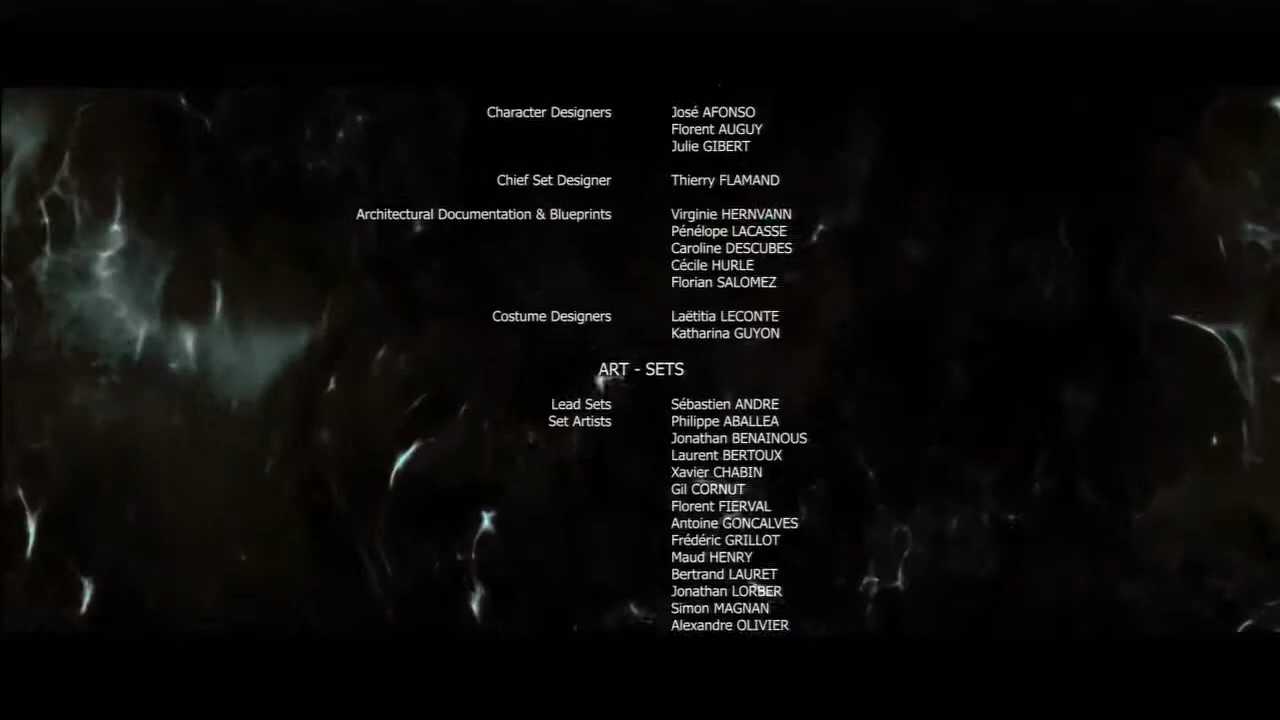 Character Designers José AFONSO
Florent AUGUY
Julie GIBERT
Chief Set Designer Thierry FLAMAND
Architectural Documentation & Blueprints Virginie HERNVANN
Pénélope LACASSE
Caroline DESCUBES
Cécile HURLE
Florian SALOMEZ
Costume Designers Laëtitia LECONTE
Katharina GUYON
ART - SETS
Lead Sets Sébastien ANDRE
Set Artists Philippe ABALLEA
Jonathan BENAINOUS
Laurent BERTOUX
Xavier CHABIN
Gil CORNUT
Florent FIERVAL
Antoine GONCALVES
Frédéric GRILLOT
Maud HENRY
Bertrand LAURET
Jonathan LORBER
Simon MAGNAN
Alexandre OLIVIER